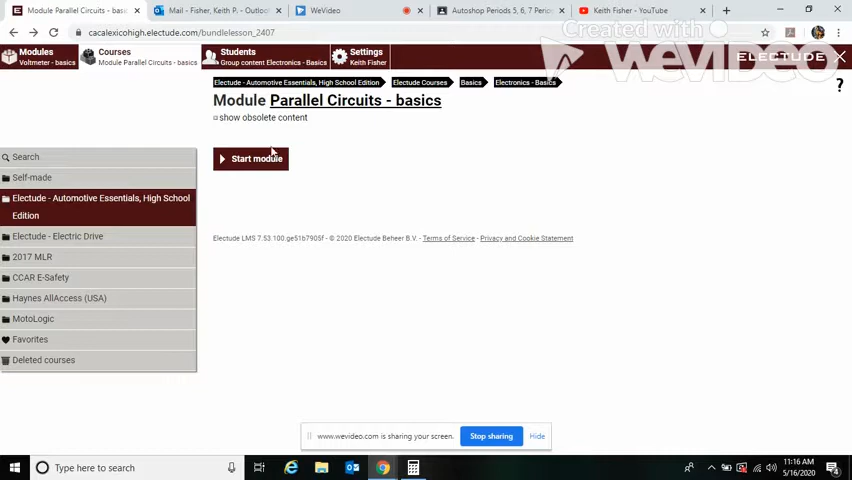 Module Parallel Circuits - basic
Mail - Fisher, Keith P. - Outloo
WeVideo
Autoshop Periods 5, 6, 7 Perio
Keith Fisher - YouTube
cacalexicohigh.electude.com/bundlelesson_2407
Created with
WEVIDEO
Modules
Voltmeter - basics
Courses
Module Parallel Circuits - basics
Students
Group content Electronics - Basics
Settings
Keith Fisher
ELECTUDE
Electude - Automotive Essentials, High School Edition
Electude Courses
Basics
Electronics - Basics
?
Module Parallel Circuits - basics
show obsolete content
Start module
Search
Self-made
Electude - Automotive Essentials, High School
Edition
Electude - Electric Drive
2017 MLR
CCAR E-Safety
Haynes AllAccess (USA)
MotoLogic
Favorites
Deleted courses
Electude LMS 7.53.100.ge51b7905f - © 2020 Electude Beheer B.V. - Terms of Service - Privacy and Cookie Statement
www.wevideo.com is sharing your screen.
Stop sharing
Hide
Type here to search
11:16 AM
5/16/2020
4